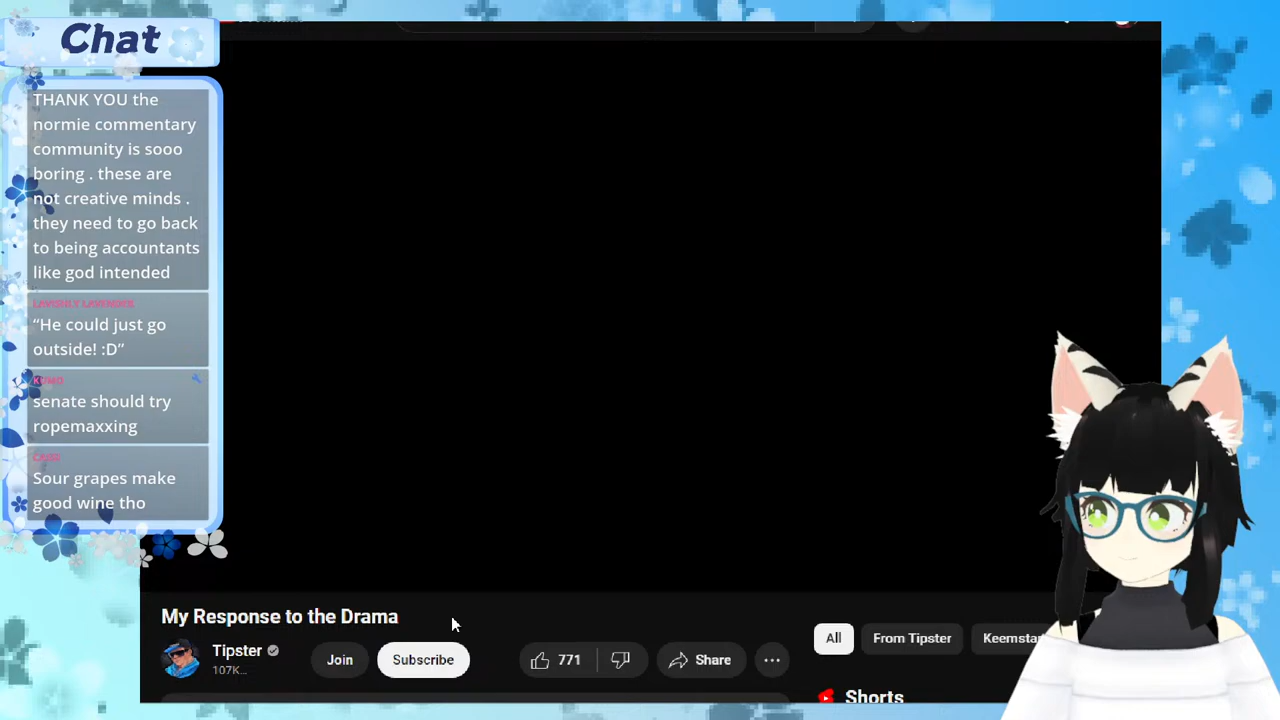 Chat
THANK YOU the
normie commentary
community is sooo
boring . these are
not creative minds .
they need to go back
to being accountants
like god intended
“He could just go
outside! :D”
KUMO
senate should try
ropemaxxing
Sour grapes make
good wine tho
My Response to the Drama
Tipster
107K...
Join
Subscribe
771
Share
All
From Tipster
Keemsta
Shorts